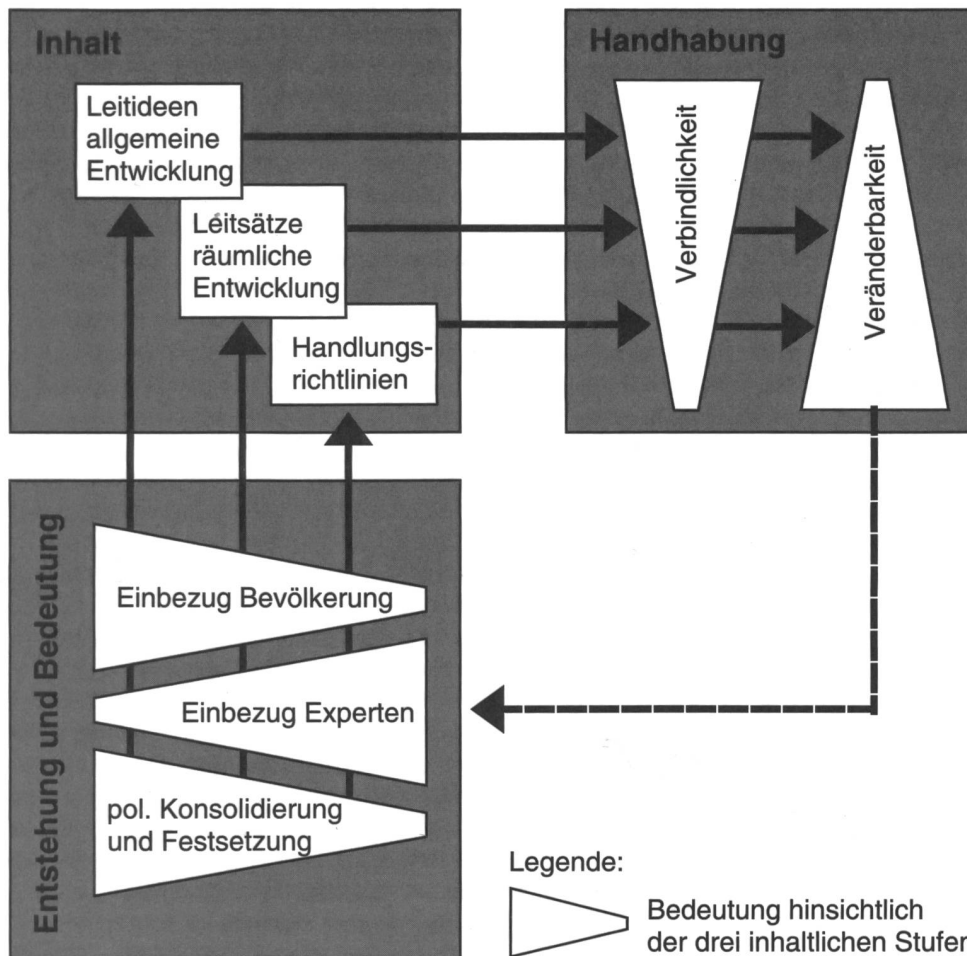 Inhalt
Leitideen
allgemeine
Entwicklung
Leitsätze
räumliche
Entwicklung
Handlungs-
richtlinien
Handhabung
Verbindlichkeit
Veränderbarkeit
Entstehung und Bedeutung
Einbezug Bevölkerung
Einbezug Experten
pol. Konsolidierung
und Festsetzung
Legende:
Bedeutung hinsichtlich
der drei inhaltlichen Stufen